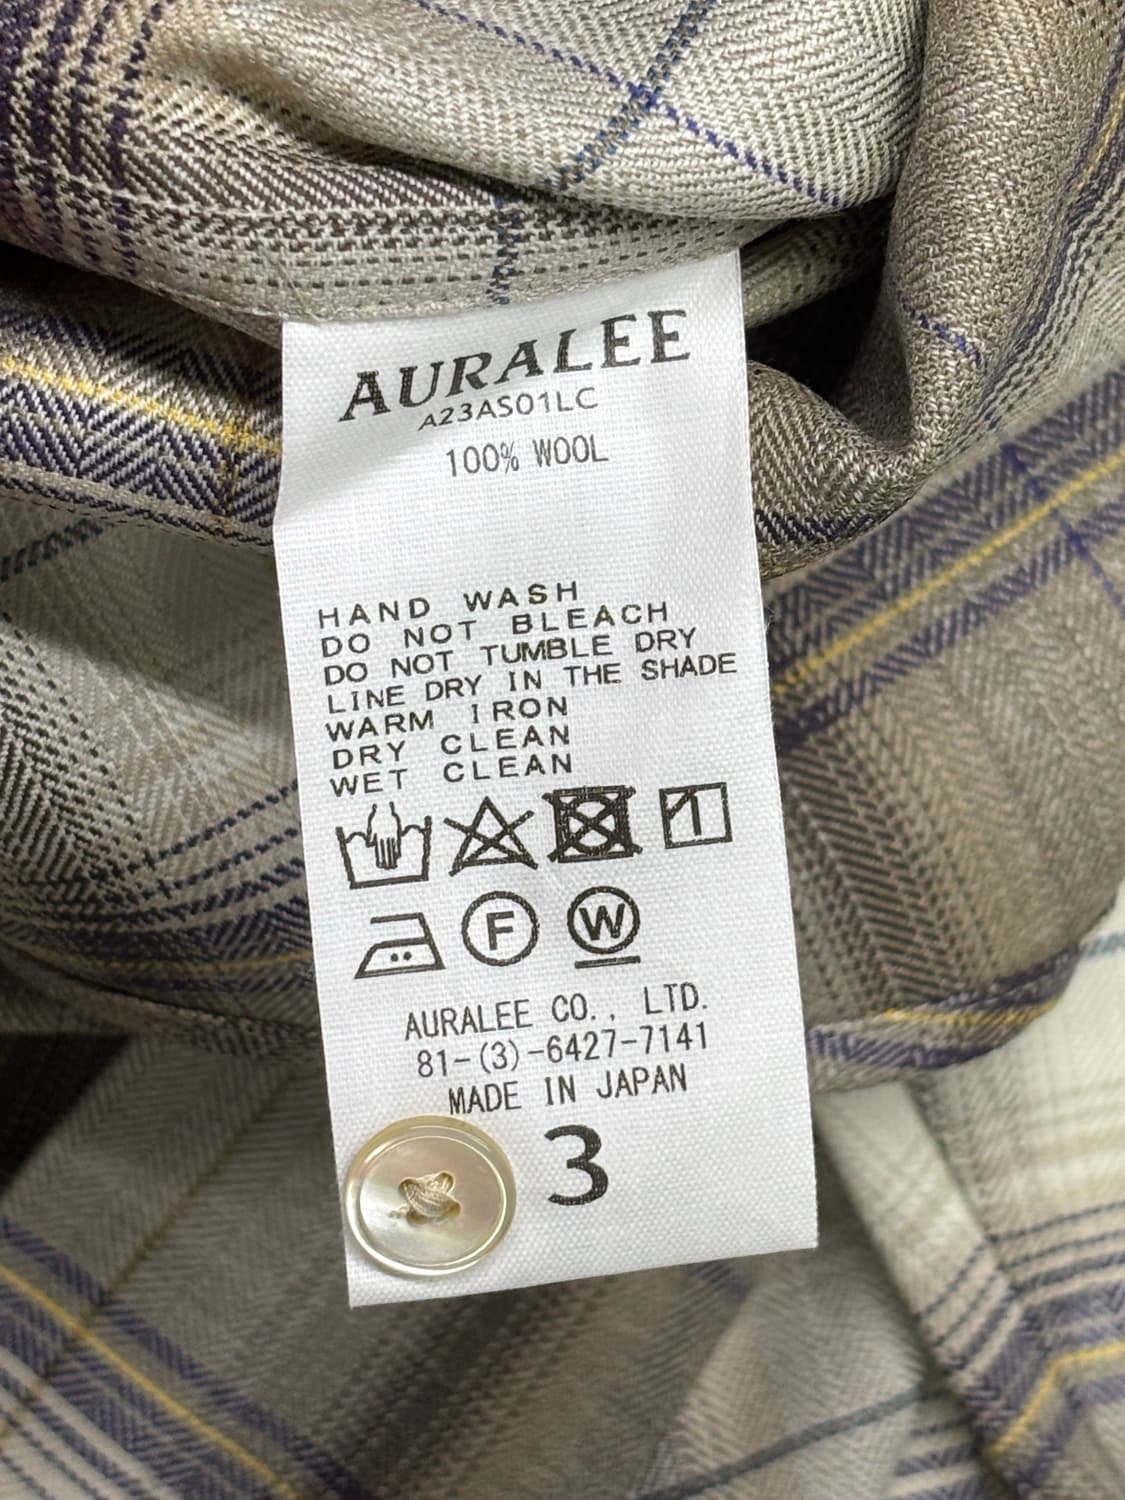 AURALEE
A23AS01LC
100% WOOL
HAND WASH
DO NOT BLEACH
DO NOT TUMBLE DRY
LINE DRY IN THE SHADE
WARM IRON
DRY CLEAN
WET CLEAN
F W
AURALEE CO., LTD.
81-(3)-6427-7141
MADE IN JAPAN
3